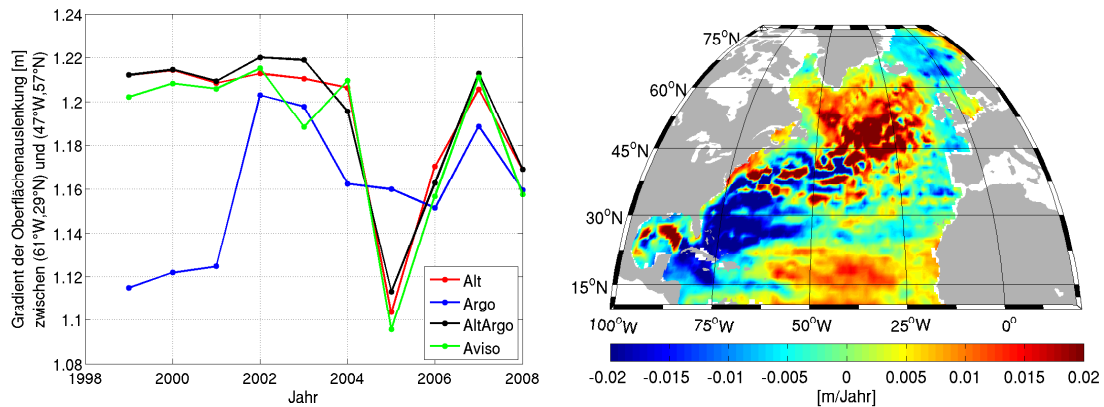 Gradient der Oberflächenauslenkung [m]
zwischen (61°W,29°N) und (47°W,57°N)
1.24
1.22
1.2
1.18
1.16
1.14
1.12
1.1
1.08
1998
2000
2002
2004
2006
2008
Jahr
Alt
Argo
AltArgo
Aviso
75°N
60°N
45°N
30°N
15°N
100°W
75°W
50°W
25°W
0°
-0.02
-0.015
-0.01
-0.005
0
0.005
0.01
0.015
0.02
[m/Jahr]